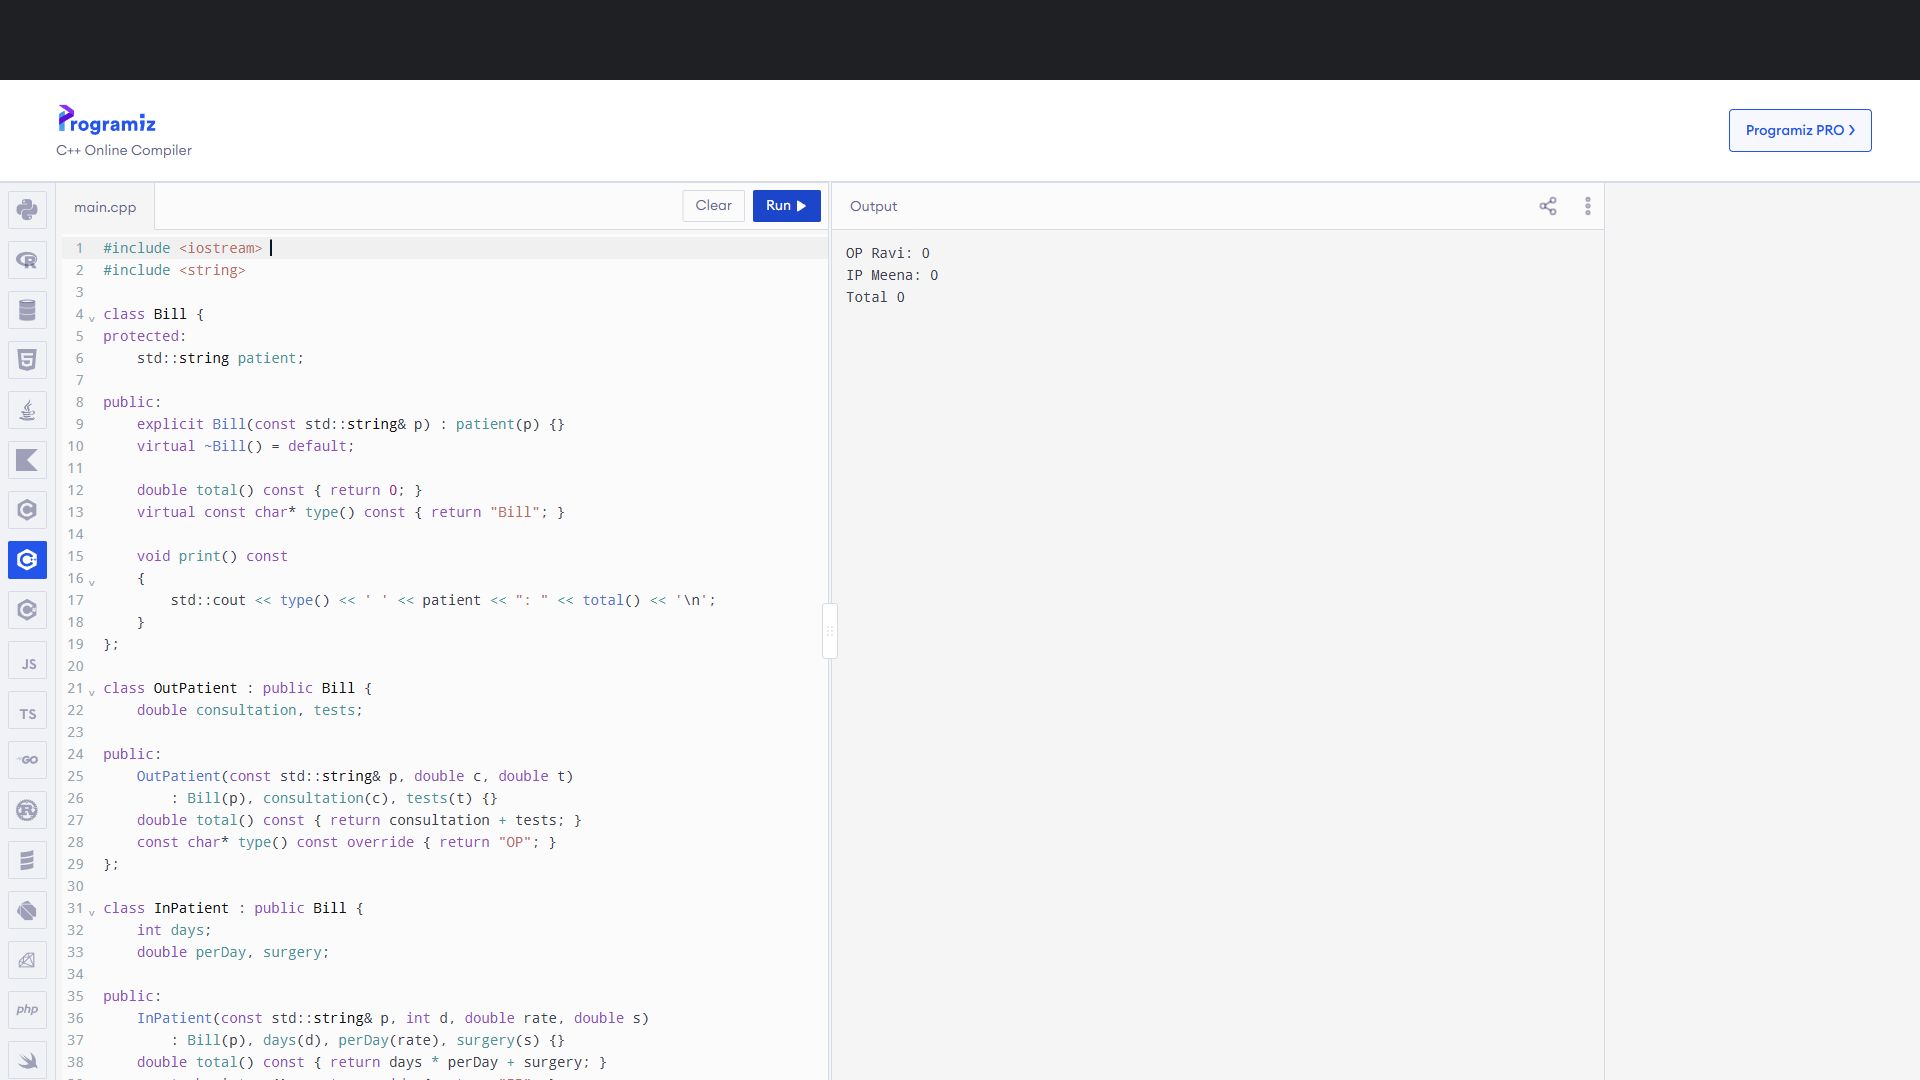 Programiz
C++ Online Compiler
Programiz PRO ❯
main.cpp
Clear
Run
Output
JS
TS
GO
php
1 #include <iostream>
2 #include <string>
3
4 class Bill {
5 protected:
6     std::string patient;
7
8 public:
9     explicit Bill(const std::string& p) : patient(p) {}
10     virtual ~Bill() = default;
11
12     double total() const { return 0; }
13     virtual const char* type() const { return "Bill"; }
14
15     void print() const
16     {
17         std::cout << type() << ' ' << patient << ": " << total() << '\n';
18     }
19 };
20
21 class OutPatient : public Bill {
22     double consultation, tests;
23
24 public:
25     OutPatient(const std::string& p, double c, double t)
26         : Bill(p), consultation(c), tests(t) {}
27     double total() const { return consultation + tests; }
28     const char* type() const override { return "OP"; }
29 };
30
31 class InPatient : public Bill {
32     int days;
33     double perDay, surgery;
34
35 public:
36     InPatient(const std::string& p, int d, double rate, double s)
37         : Bill(p), days(d), perDay(rate), surgery(s) {}
38     double total() const { return days * perDay + surgery; }
OP Ravi: 0
IP Meena: 0
Total 0